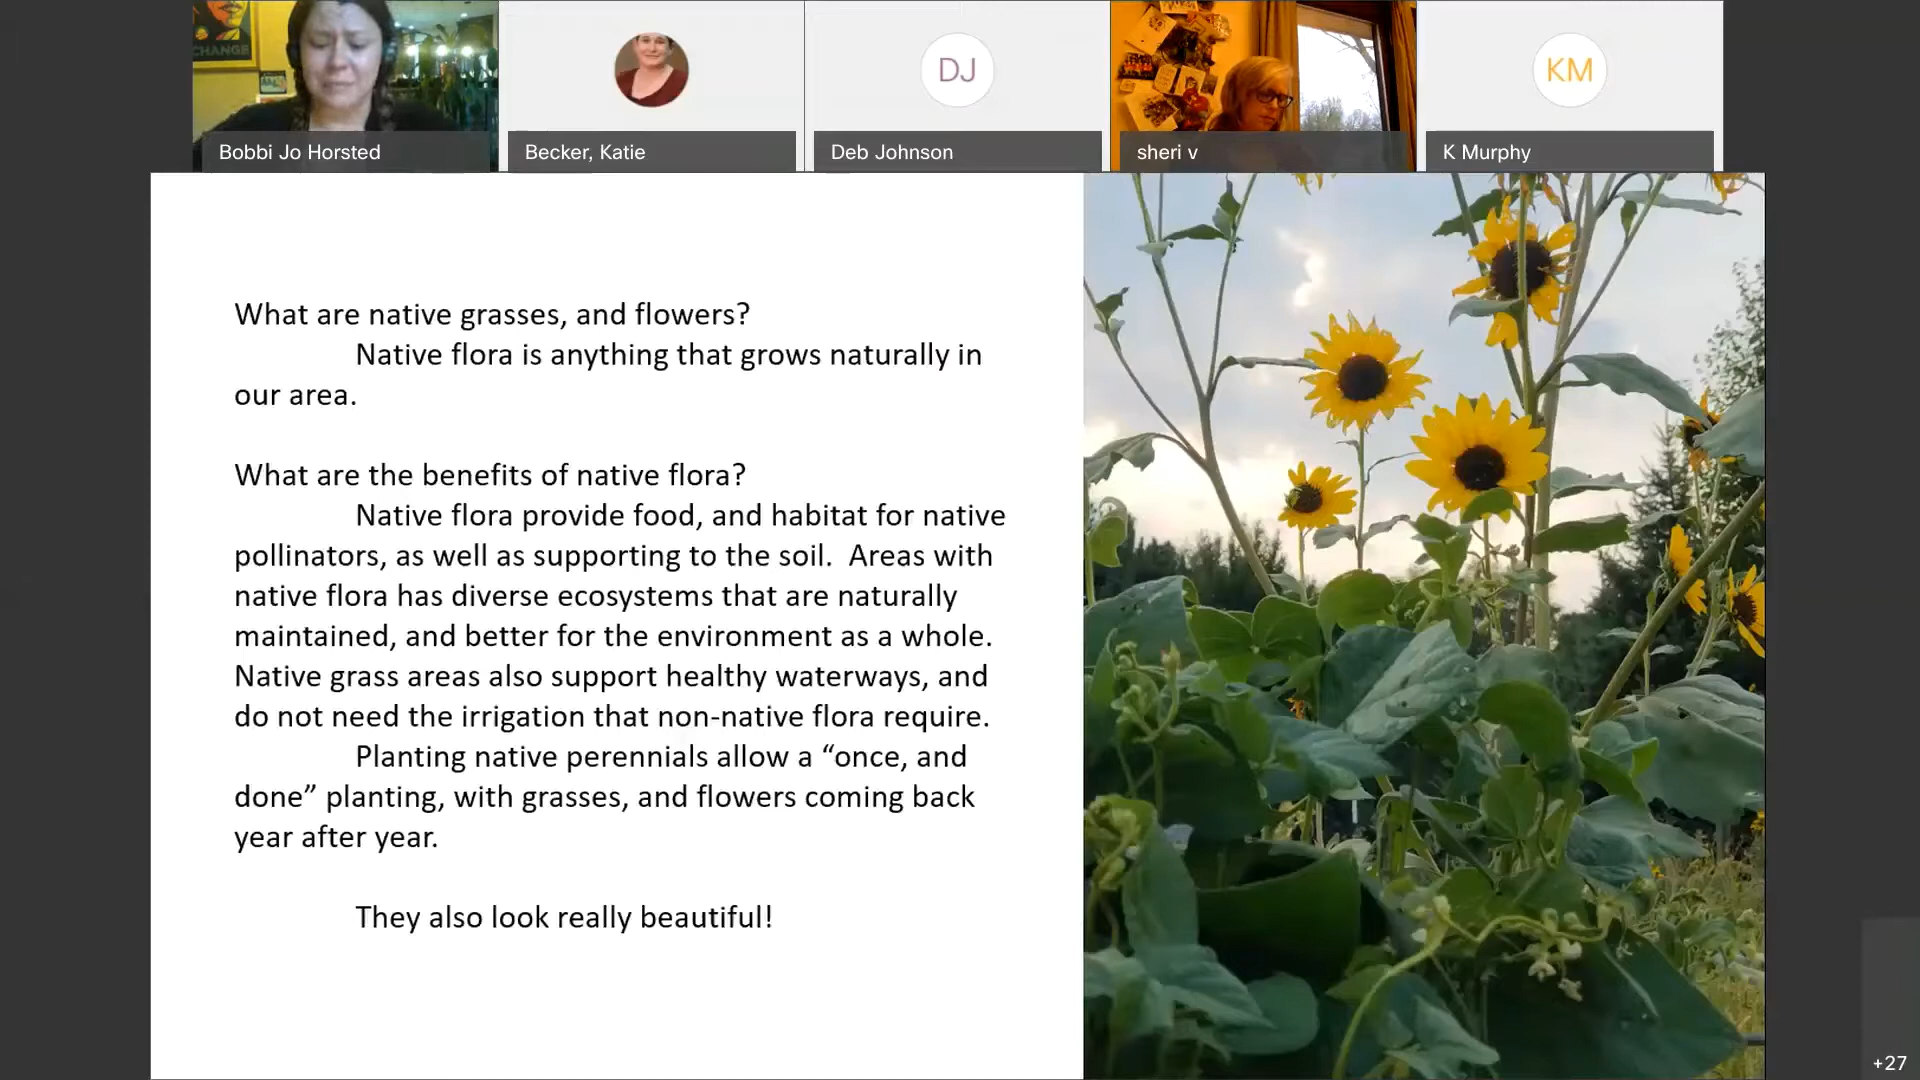 CHANGE
Bobbi Jo Horsted
Becker, Katie
DJ
Deb Johnson
sheri v
KM
K Murphy
What are native grasses, and flowers?
Native flora is anything that grows naturally in
our area.
What are the benefits of native flora?
Native flora provide food, and habitat for native
pollinators, as well as supporting to the soil.  Areas with
native flora has diverse ecosystems that are naturally
maintained, and better for the environment as a whole.
Native grass areas also support healthy waterways, and
do not need the irrigation that non-native flora require.
Planting native perennials allow a “once, and
done” planting, with grasses, and flowers coming back
year after year.
They also look really beautiful!
+27